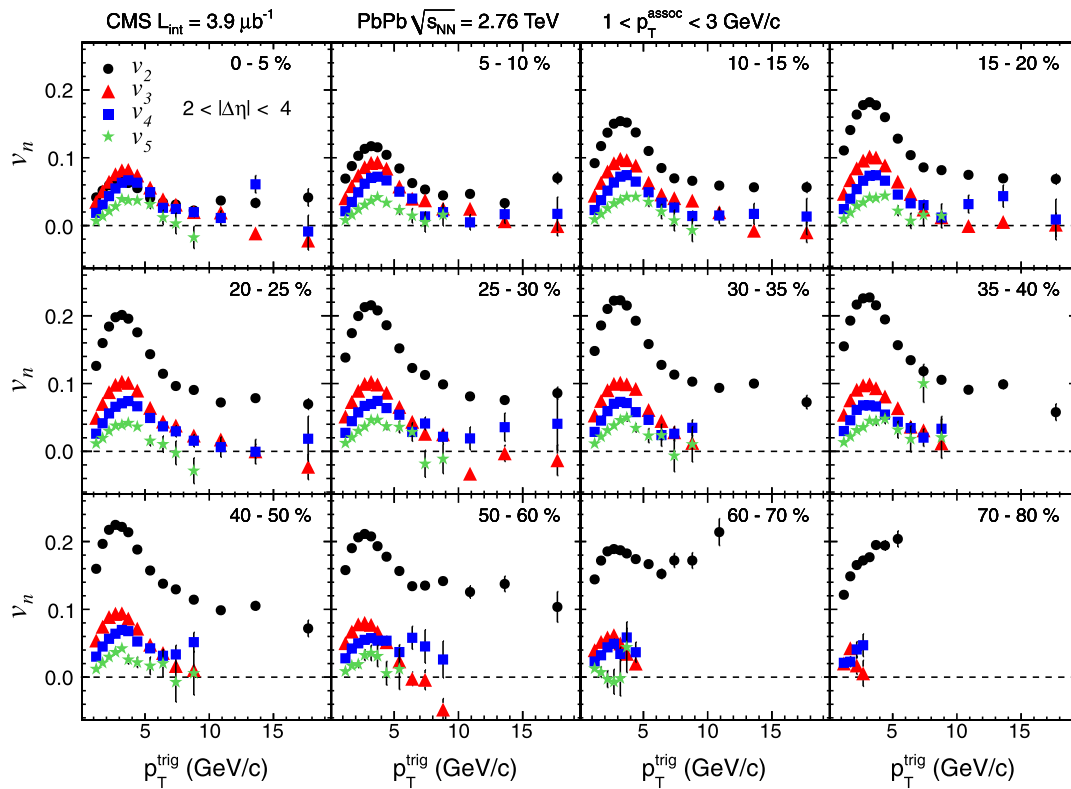 CMS L_int = 3.9 μb⁻¹ PbPb √s_NN = 2.76 TeV 1 < p_T^assoc < 3 GeV/c
0 - 5 % 5 - 10 % 10 - 15 % 15 - 20 %
v_2
v_3
v_4
v_5
2 < |Δη| < 4
v_n
0.2
0.1
0.0
20 - 25 % 25 - 30 % 30 - 35 % 35 - 40 %
v_n
0.2
0.1
0.0
40 - 50 % 50 - 60 % 60 - 70 % 70 - 80 %
v_n
0.2
0.1
0.0
5 10 15 5 10 15 5 10 15 5 10 15
p_T^trig (GeV/c) p_T^trig (GeV/c) p_T^trig (GeV/c) p_T^trig (GeV/c)